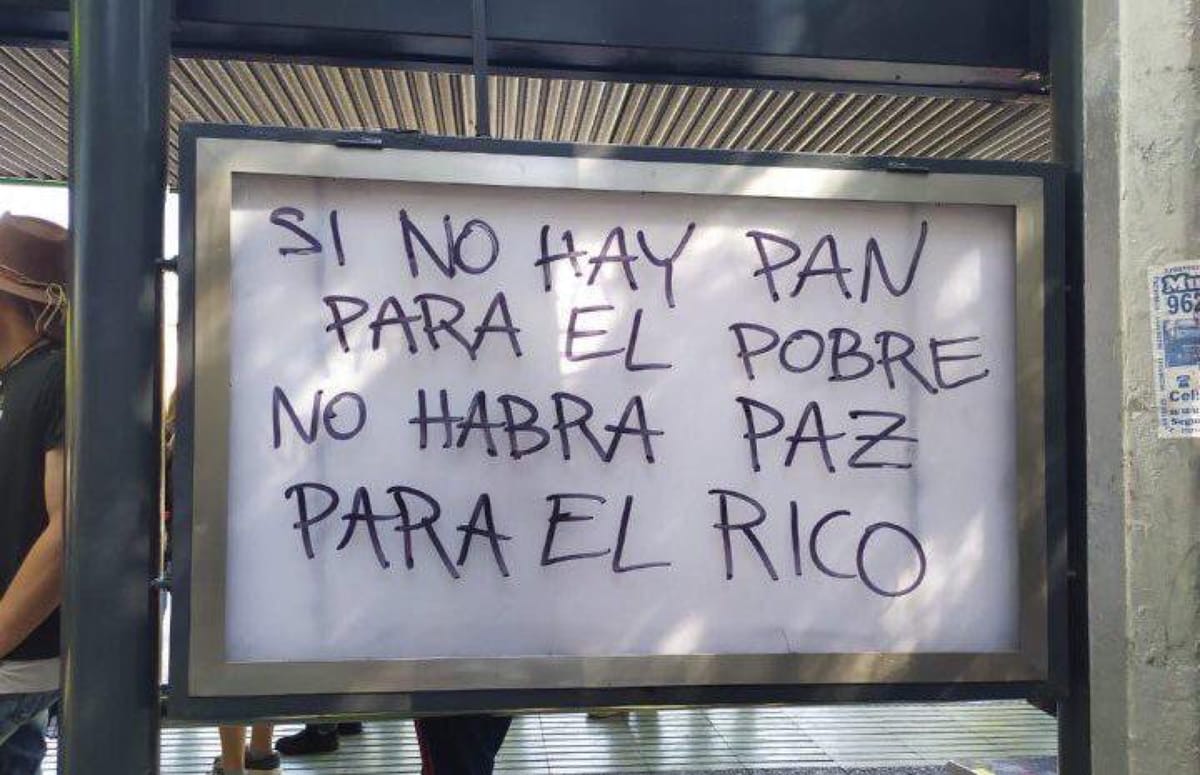 SI NO HAY PAN
PARA EL POBRE
NO HABRA PAZ
PARA EL RICO